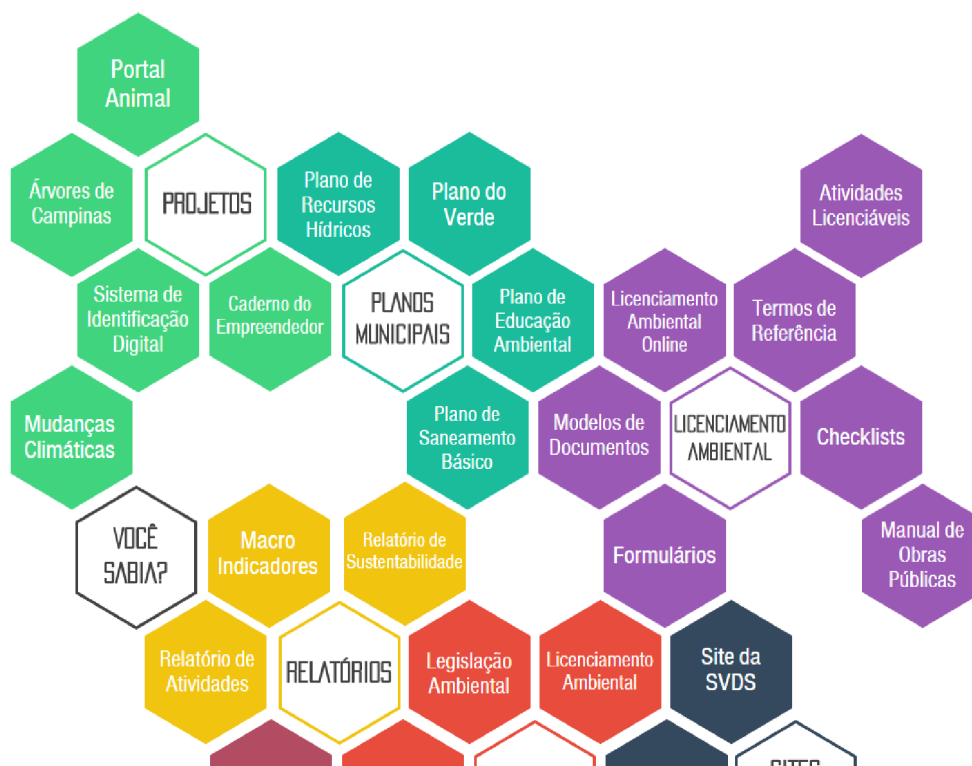 Portal
Animal
Árvores de
Campinas
PROJETOS
Plano de
Recursos
Hídricos
Plano do
Verde
Atividades
Licenciáveis
Sistema de
Identificação
Digital
Caderno do
Empreendedor
PLANOS
MUNICIPAIS
Plano de
Educação
Ambiental
Licenciamento
Ambiental
Online
Termos de
Referência
Mudanças
Climáticas
Plano de
Saneamento
Básico
Modelos de
Documentos
LICENCIAMENTO
AMBIENTAL
Checklists
VOCÊ
SABIA?
Macro
Indicadores
Relatório de
Sustentabilidade
Formulários
Manual de
Obras
Públicas
Relatório de
Atividades
RELATÓRIOS
Legislação
Ambiental
Licenciamento
Ambiental
Site da
SVDS
SITES